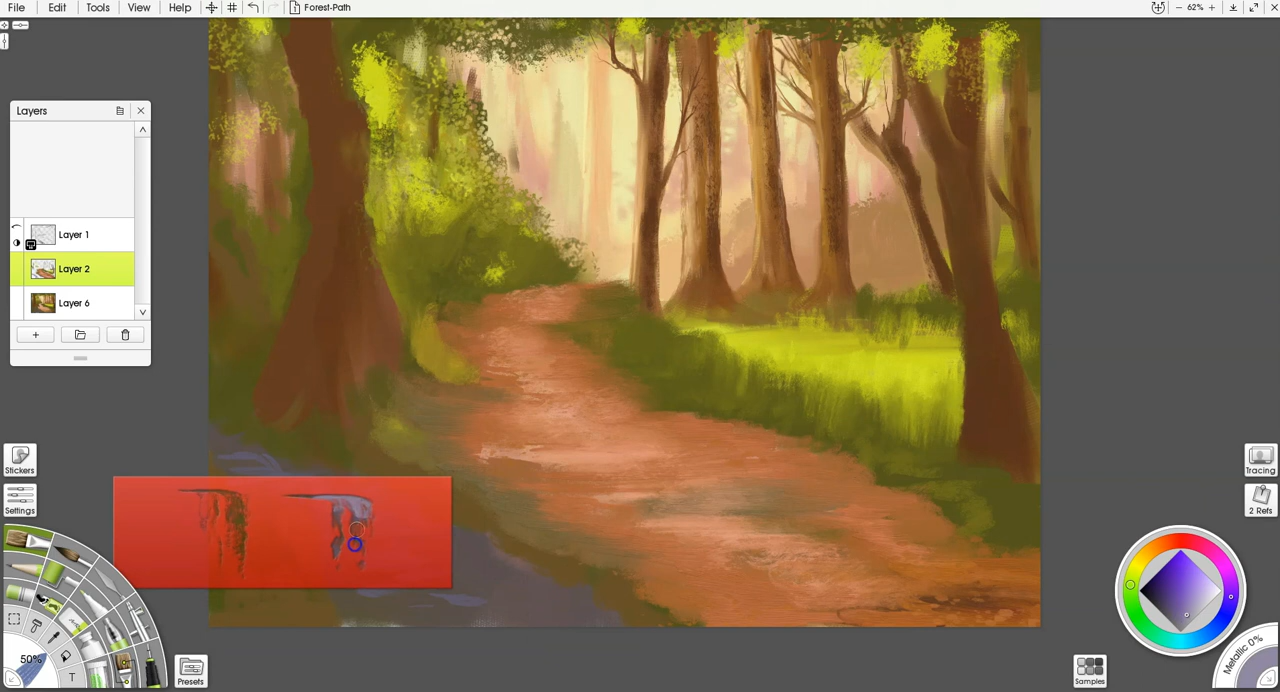 File Edit Tools View Help Forest-Path 62%
Layers
Layer 1
Layer 2
Layer 6
Stickers
Settings
50%
T
Presets
Tracing
2 Refs
Samples
Metallic 0%